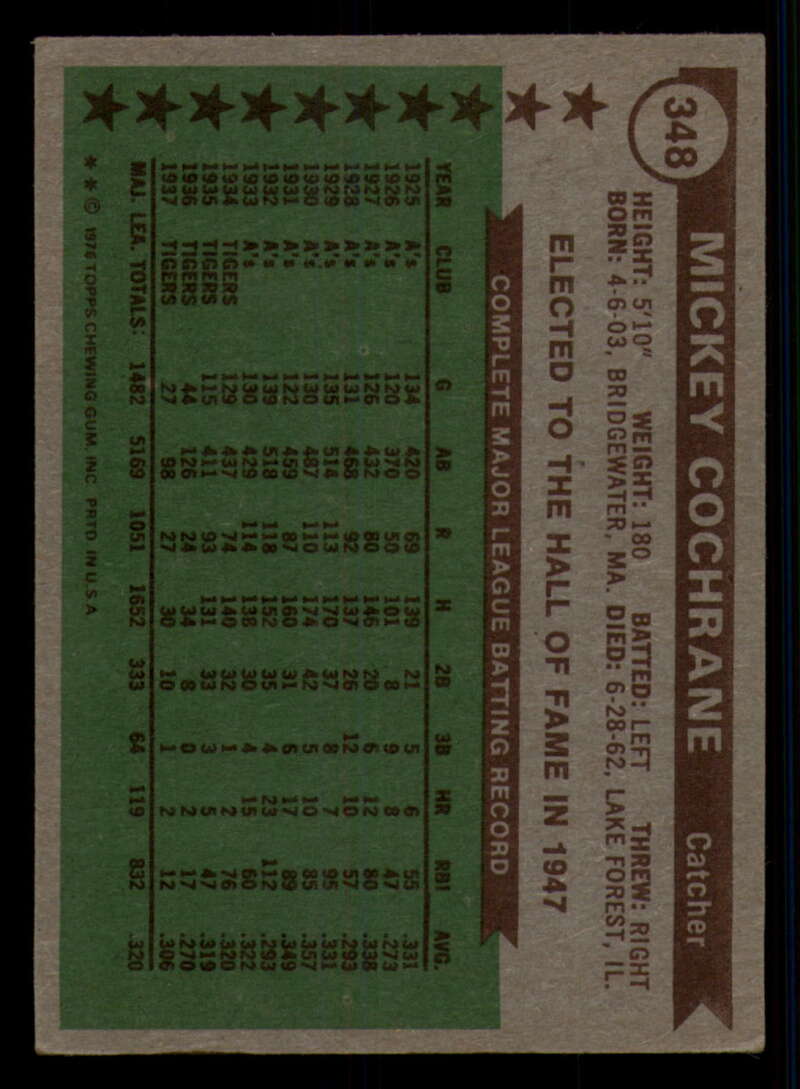 348
MICKEY COCHRANE Catcher
HEIGHT: 5'10" WEIGHT: 180 BATTED: LEFT THREW: RIGHT
BORN: 4-6-03, BRIDGEWATER, MA. DIED: 6-28-62, LAKE FOREST, IL.
ELECTED TO THE HALL OF FAME IN 1947
COMPLETE MAJOR LEAGUE BATTING RECORD
YEAR CLUB G AB R H 2B 3B HR RBI AVG.
1925 A's 134 420 69 139 21 5 6 55 .331
1926 A's 120 370 50 101 8 9 8 47 .273
1927 A's 126 432 80 146 20 6 12 80 .338
1928 A's 131 468 92 137 26 12 10 57 .293
1929 A's 135 514 113 170 37 8 7 95 .331
1930 A's 130 487 110 174 42 5 10 85 .357
1931 A's 122 459 87 160 31 6 17 89 .349
1932 A's 139 518 118 152 35 4 23 112 .293
1933 A's 130 429 114 138 30 4 15 60 .322
1934 TIGERS 129 437 74 140 32 1 2 76 .320
1935 TIGERS 115 411 93 131 33 3 5 47 .319
1936 TIGERS 44 126 24 34 8 0 2 17 .270
1937 TIGERS 27 98 27 30 10 1 2 12 .306
MAJ. LEA. TOTALS: 1482 5169 1051 1652 333 64 119 832 .320
* * © 1976 TOPPS CHEWING GUM, INC. PRTD. IN U.S.A.